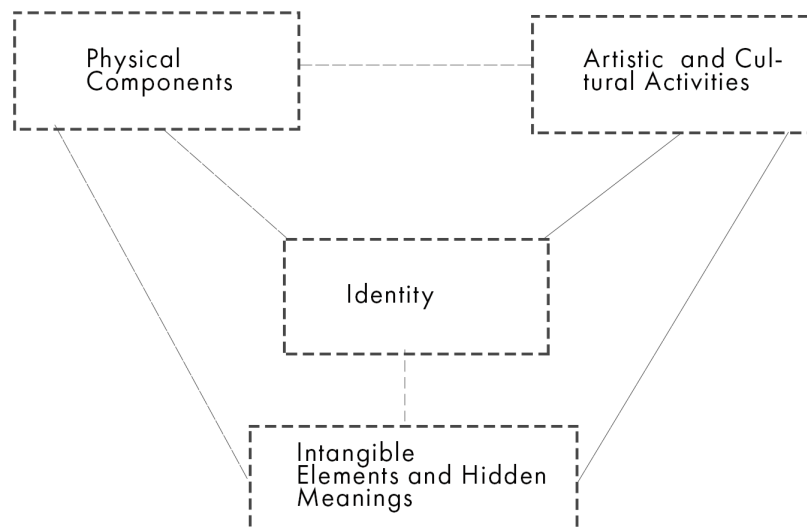 Physical
Components
Artistic and Cul-
tural Activities
Identity
Intangible
Elements and Hidden
Meanings